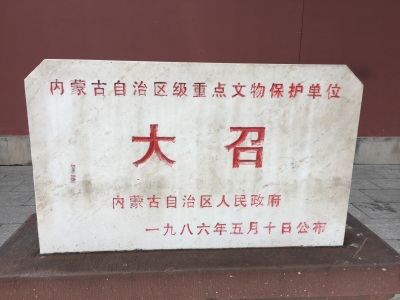 内蒙古自治区级重点文物保护单位
大召
内蒙古自治区人民政府
一九八六年五月十日公布